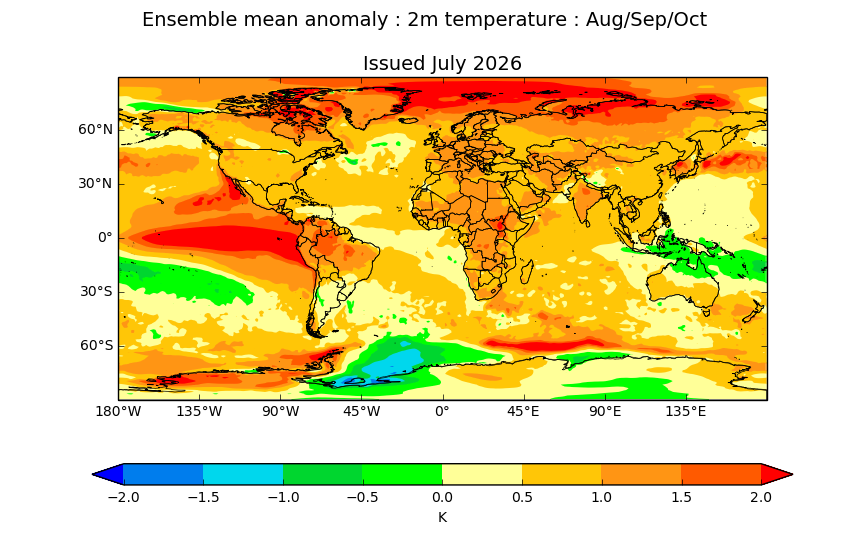 Ensemble mean anomaly : 2m temperature : Aug/Sep/Oct
Issued July 2026
60°N
30°N
0°
30°S
60°S
180°W 135°W 90°W 45°W 0° 45°E 90°E 135°E
−2.0 −1.5 −1.0 −0.5 0.0 0.5 1.0 1.5 2.0
K